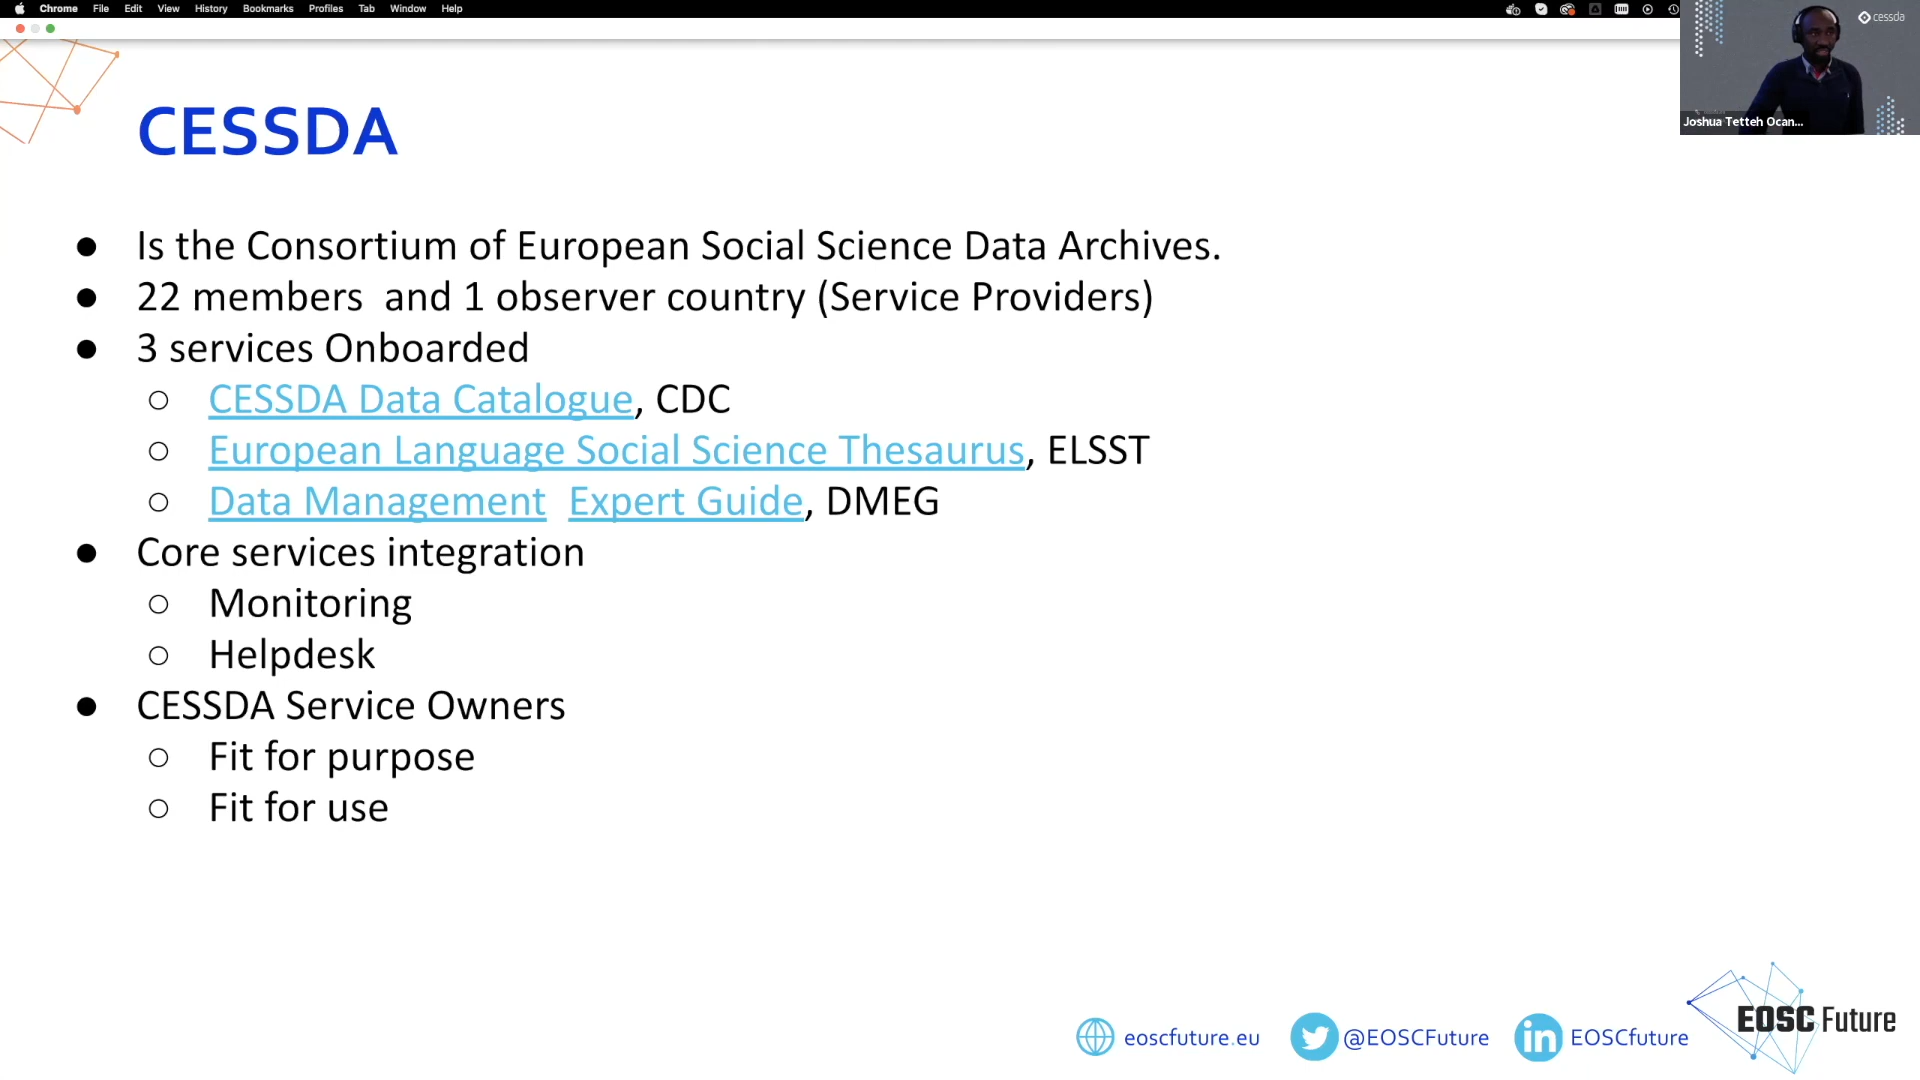 Chrome File Edit View History Bookmarks Profiles Tab Window Help
cessda
Joshua Tetteh Ocan...
CESSDA
● Is the Consortium of European Social Science Data Archives.
● 22 members and 1 observer country (Service Providers)
● 3 services Onboarded
○ CESSDA Data Catalogue, CDC
○ European Language Social Science Thesaurus, ELSST
○ Data Management Expert Guide, DMEG
● Core services integration
○ Monitoring
○ Helpdesk
● CESSDA Service Owners
○ Fit for purpose
○ Fit for use
eoscfuture.eu @EOSCFuture in EOSCfuture EOSC Future